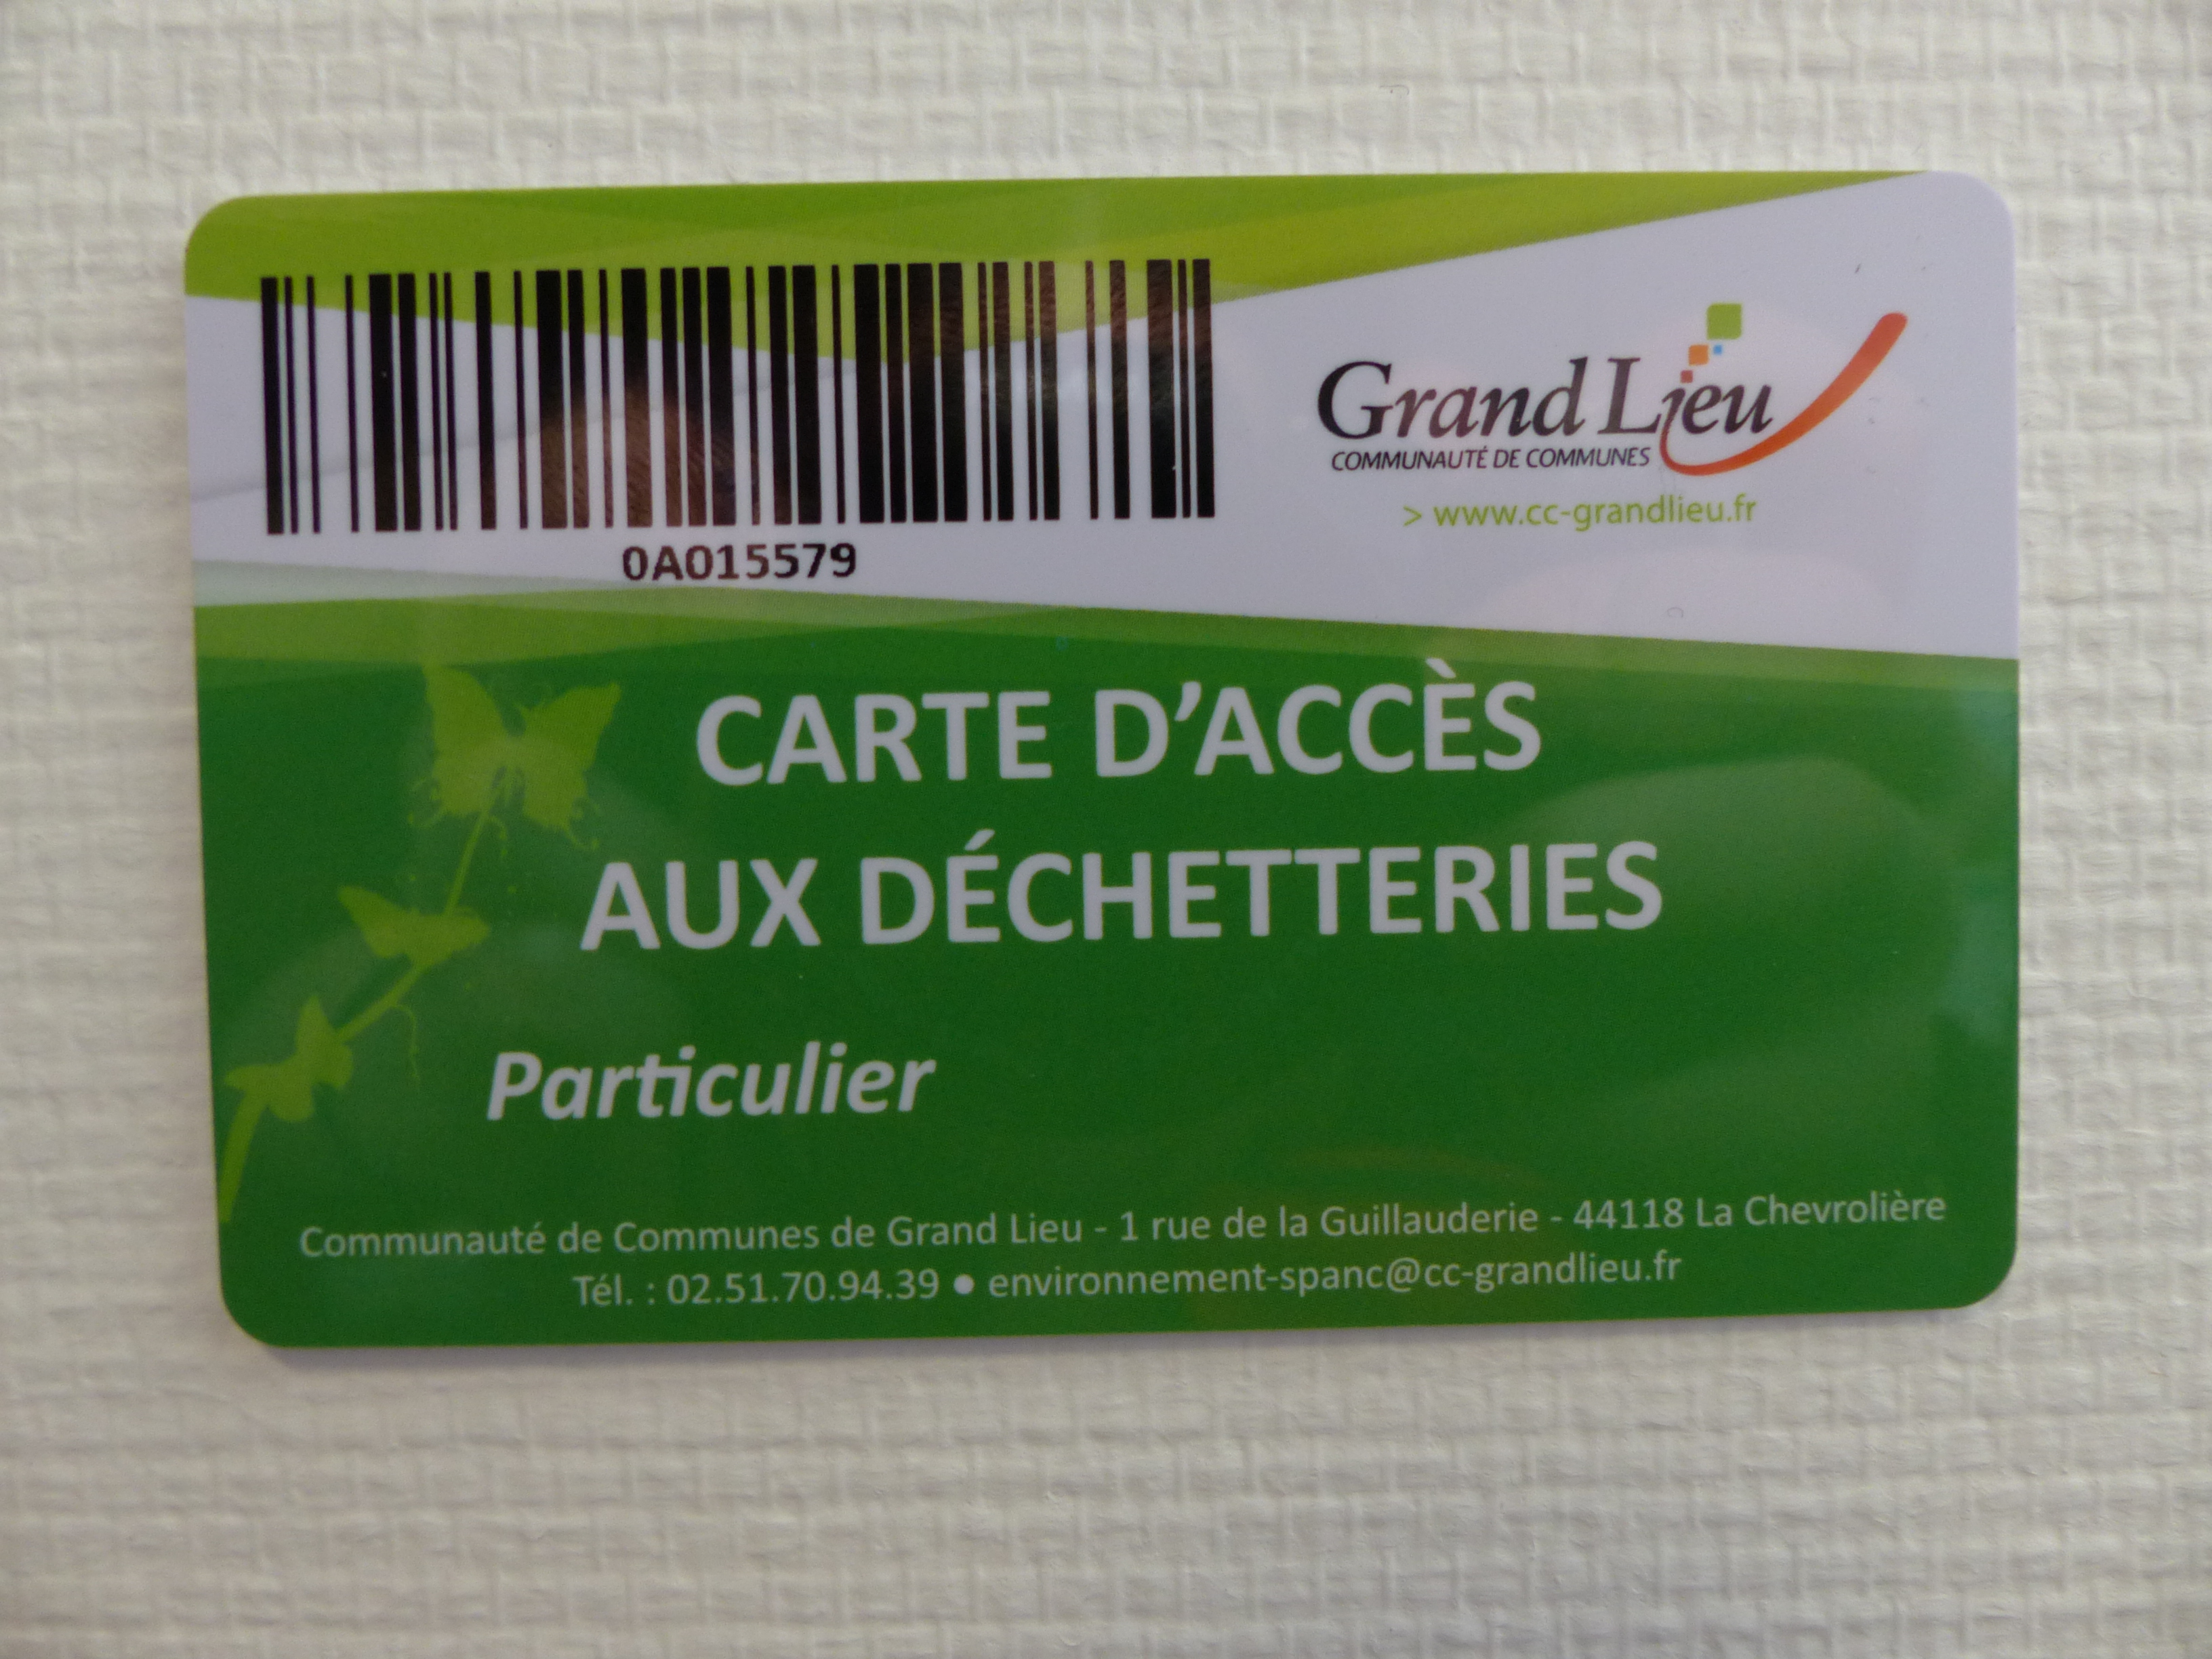 0A015579
Grand Lieu
COMMUNAUTÉ DE COMMUNES
> www.cc-grandlieu.fr
CARTE D'ACCÈS
AUX DÉCHETTERIES
Particulier
Communauté de Communes de Grand Lieu - 1 rue de la Guillauderie - 44118 La Chevrolière
Tél. : 02.51.70.94.39 ● environnement-spanc@cc-grandlieu.fr